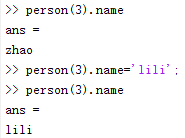 >> person(3).name
ans =
zhao
>> person(3).name='lili';
>> person(3).name
ans =
lili